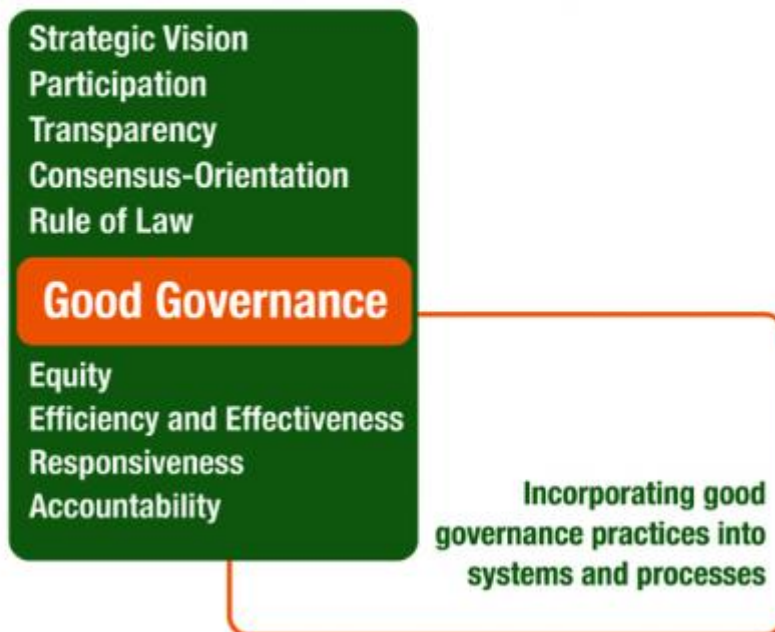 Strategic Vision
Participation
Transparency
Consensus-Orientation
Rule of Law
Good Governance
Equity
Efficiency and Effectiveness
Responsiveness
Accountability
Incorporating good
governance practices into
systems and processes